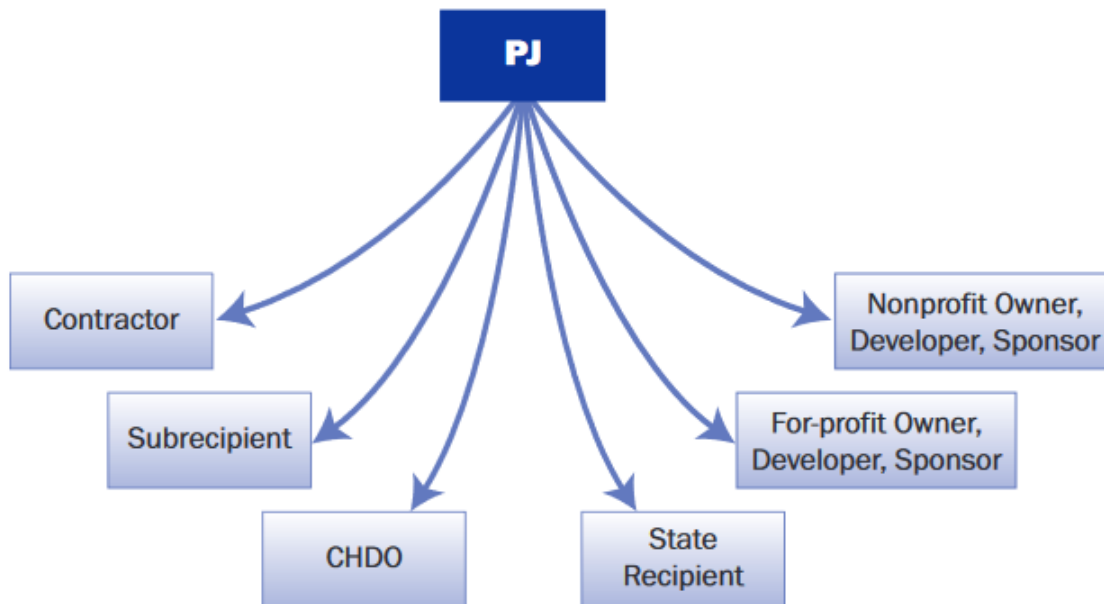 PJ
Contractor
Nonprofit Owner,
Developer, Sponsor
Subrecipient
For-profit Owner,
Developer, Sponsor
CHDO
State
Recipient